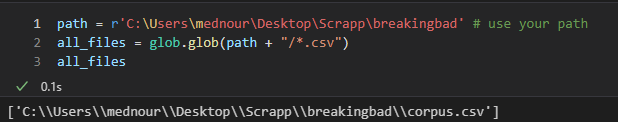 1 path = r'C:\Users\mednour\Desktop\Scrapp\breakingbad' # use your path
2 all_files = glob.glob(path + "/*.csv")
3 all_files
✓ 0.1s
['C:\\Users\\mednour\\Desktop\\Scrapp\\breakingbad\\corpus.csv']